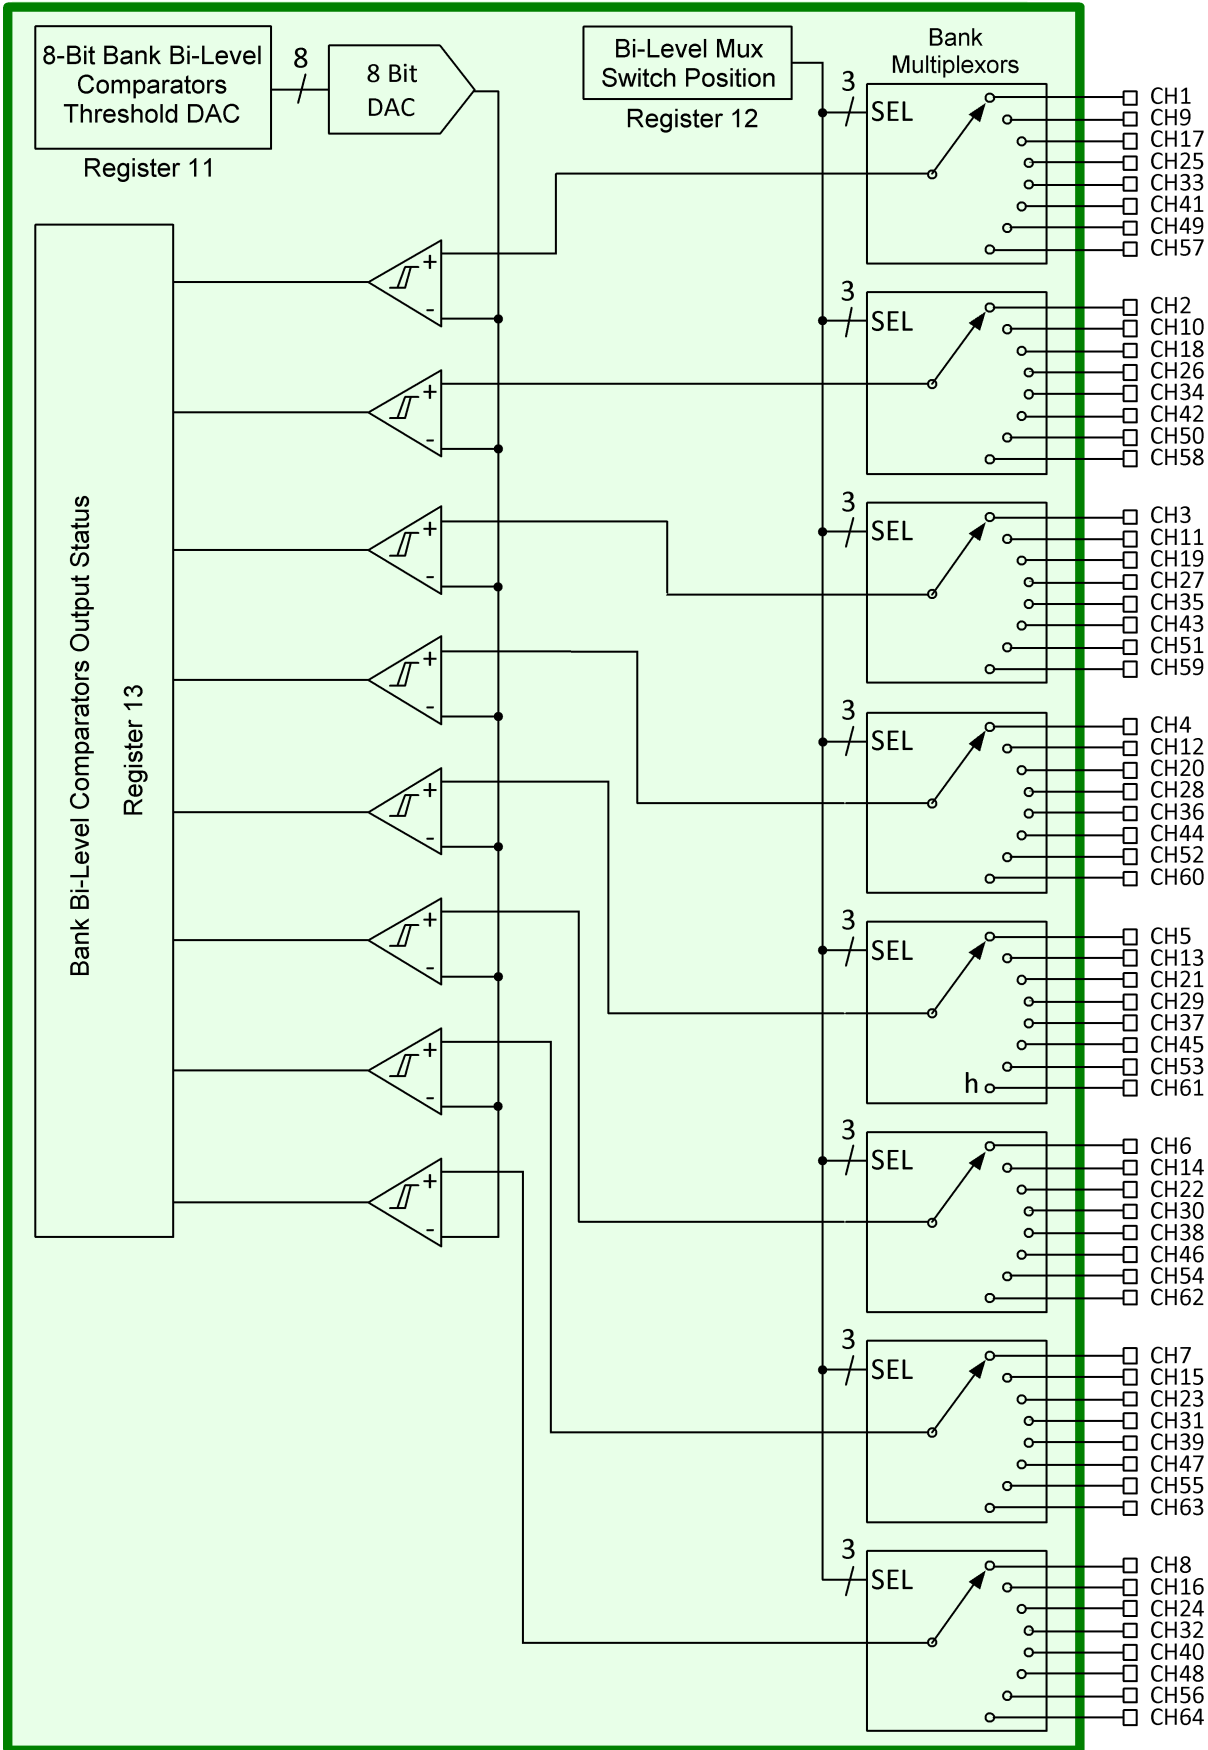 8-Bit Bank Bi-Level
Comparators
Threshold DAC
Register 11
8
8 Bit
DAC
Bi-Level Mux
Switch Position
Register 12
Bank
Multiplexors
3
SEL
CH1
CH9
CH17
CH25
CH33
CH41
CH49
CH57
+
-
3
SEL
CH2
CH10
CH18
CH26
CH34
CH42
CH50
CH58
+
-
3
SEL
CH3
CH11
CH19
CH27
CH35
CH43
CH51
CH59
+
-
3
SEL
CH4
CH12
CH20
CH28
CH36
CH44
CH52
CH60
+
-
Bank Bi-Level Comparators Output Status
Register 13
3
SEL
CH5
CH13
CH21
CH29
CH37
CH45
CH53
h
CH61
+
-
3
SEL
CH6
CH14
CH22
CH30
CH38
CH46
CH54
CH62
+
-
3
SEL
CH7
CH15
CH23
CH31
CH39
CH47
CH55
CH63
+
-
3
SEL
CH8
CH16
CH24
CH32
CH40
CH48
CH56
CH64
+
-